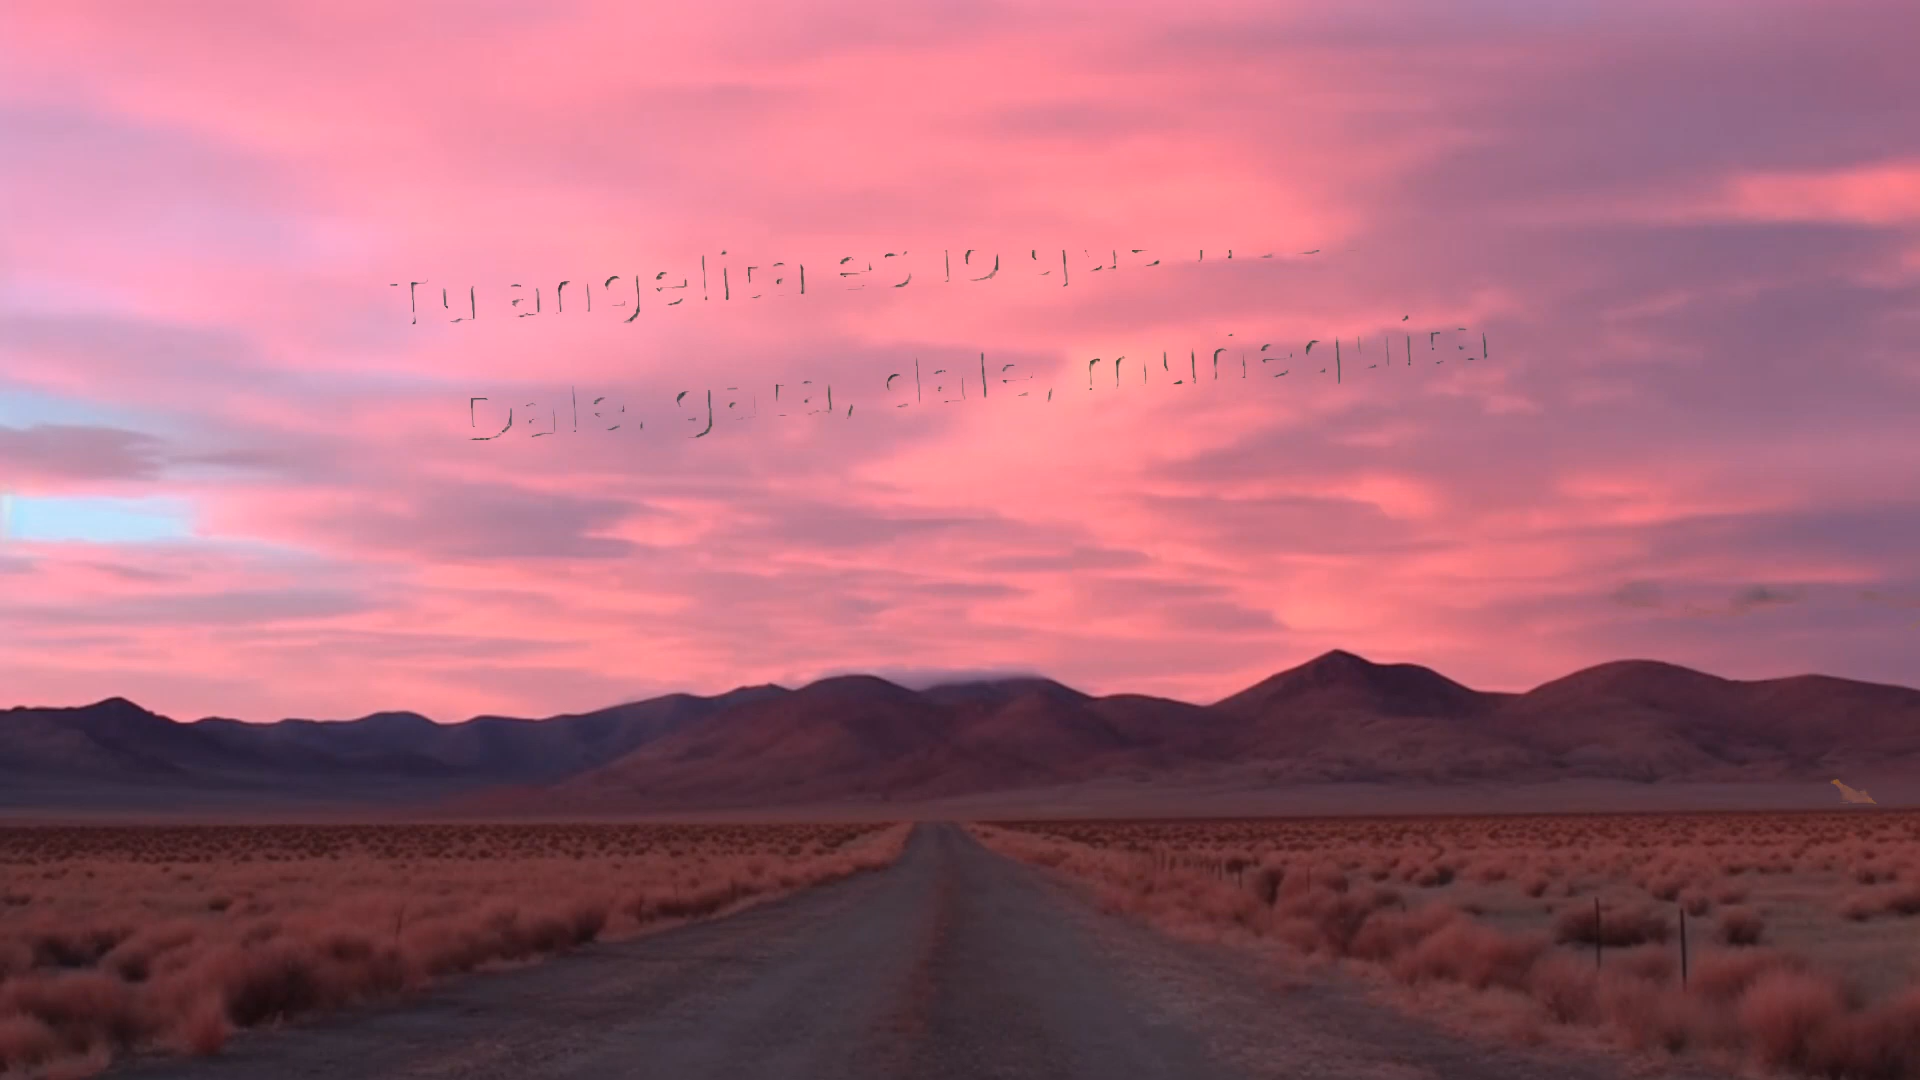 Tu angelita es lo que
Dale, gata, dale, muñequita